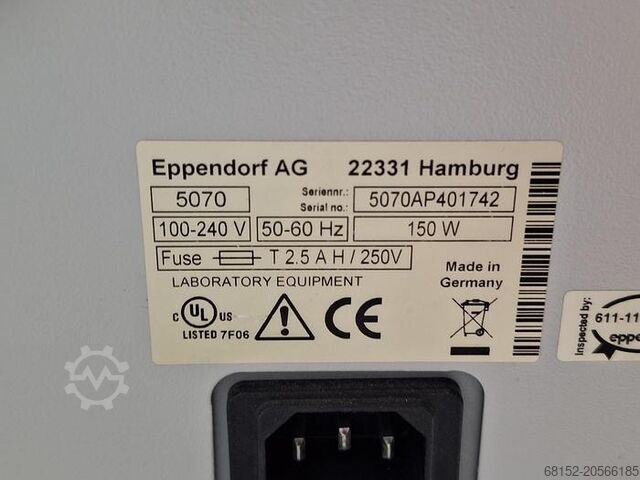 Eppendorf AG 22331 Hamburg
5070 Seriennr.: Serial no.: 5070AP401742
100-240 V 50-60 Hz 150 W
Fuse T 2.5 A H / 250V
Made in Germany
LABORATORY EQUIPMENT
C UL US
LISTED 7F06
CE
Inspected by:
611-11
eppe
68152-20566185